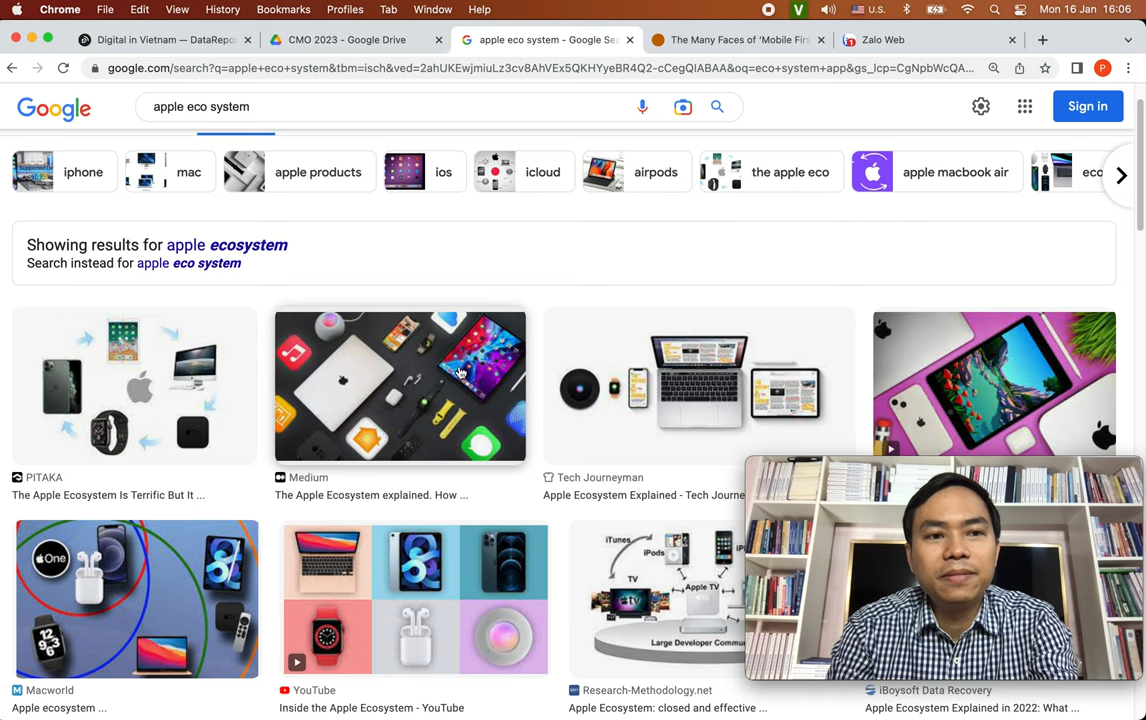 Chrome File Edit View History Bookmarks Profiles Tab Window Help V U.S. Mon 16 Jan 16:06
Digital in Vietnam — DataRepo
CMO 2023 - Google Drive
apple eco system - Google Sea
The Many Faces of ‘Mobile Firs
Zalo Web
google.com/search?q=apple+eco+system&tbm=isch&ved=2ahUKEwjmiuLz3cv8AhVEx5QKHYyeBR4Q2-cCegQIABAA&oq=eco+system+app&gs_lcp=CgNpbWcQA...
P
Google
apple eco system
Sign in
iphone
mac
apple products
ios
icloud
airpods
the apple eco
apple macbook air
eco
Showing results for apple ecosystem
Search instead for apple eco system
PITAKA
The Apple Ecosystem Is Terrific But It ...
Medium
The Apple Ecosystem explained. How ...
Tech Journeyman
Apple Ecosystem Explained - Tech Journe
One
iTunes
iPods
TV
Apple TV
Large Developer Commu
Macworld
Apple ecosystem ...
YouTube
Inside the Apple Ecosystem - YouTube
Research-Methodology.net
Apple Ecosystem: closed and effective ...
iBoysoft Data Recovery
Apple Ecosystem Explained in 2022: What ...